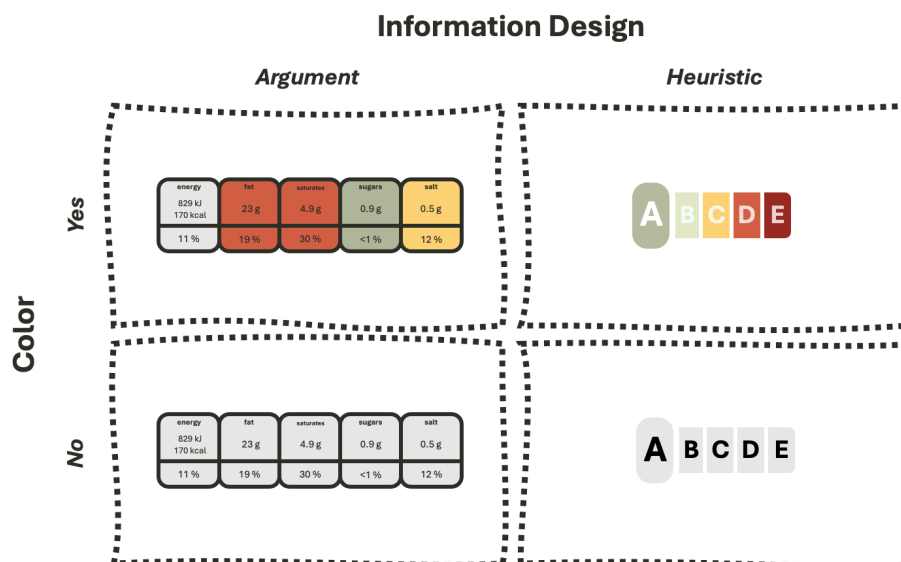 Information Design
Argument Heuristic
Color
Yes
energy fat saturates sugars salt
829 kJ 23 g 4.9 g 0.9 g 0.5 g
170 kcal
11 % 19 % 30 % <1 % 12 %
A B C D E
No
energy fat saturates sugars salt
829 kJ 23 g 4.9 g 0.9 g 0.5 g
170 kcal
11 % 19 % 30 % <1 % 12 %
A B C D E